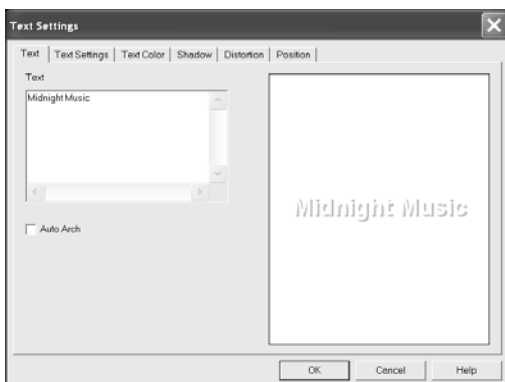 Text Settings
Text Text Settings Text Color Shadow Distortion Position
Text
Midnight Music
Midnight Music
Auto Arch
OK Cancel Help